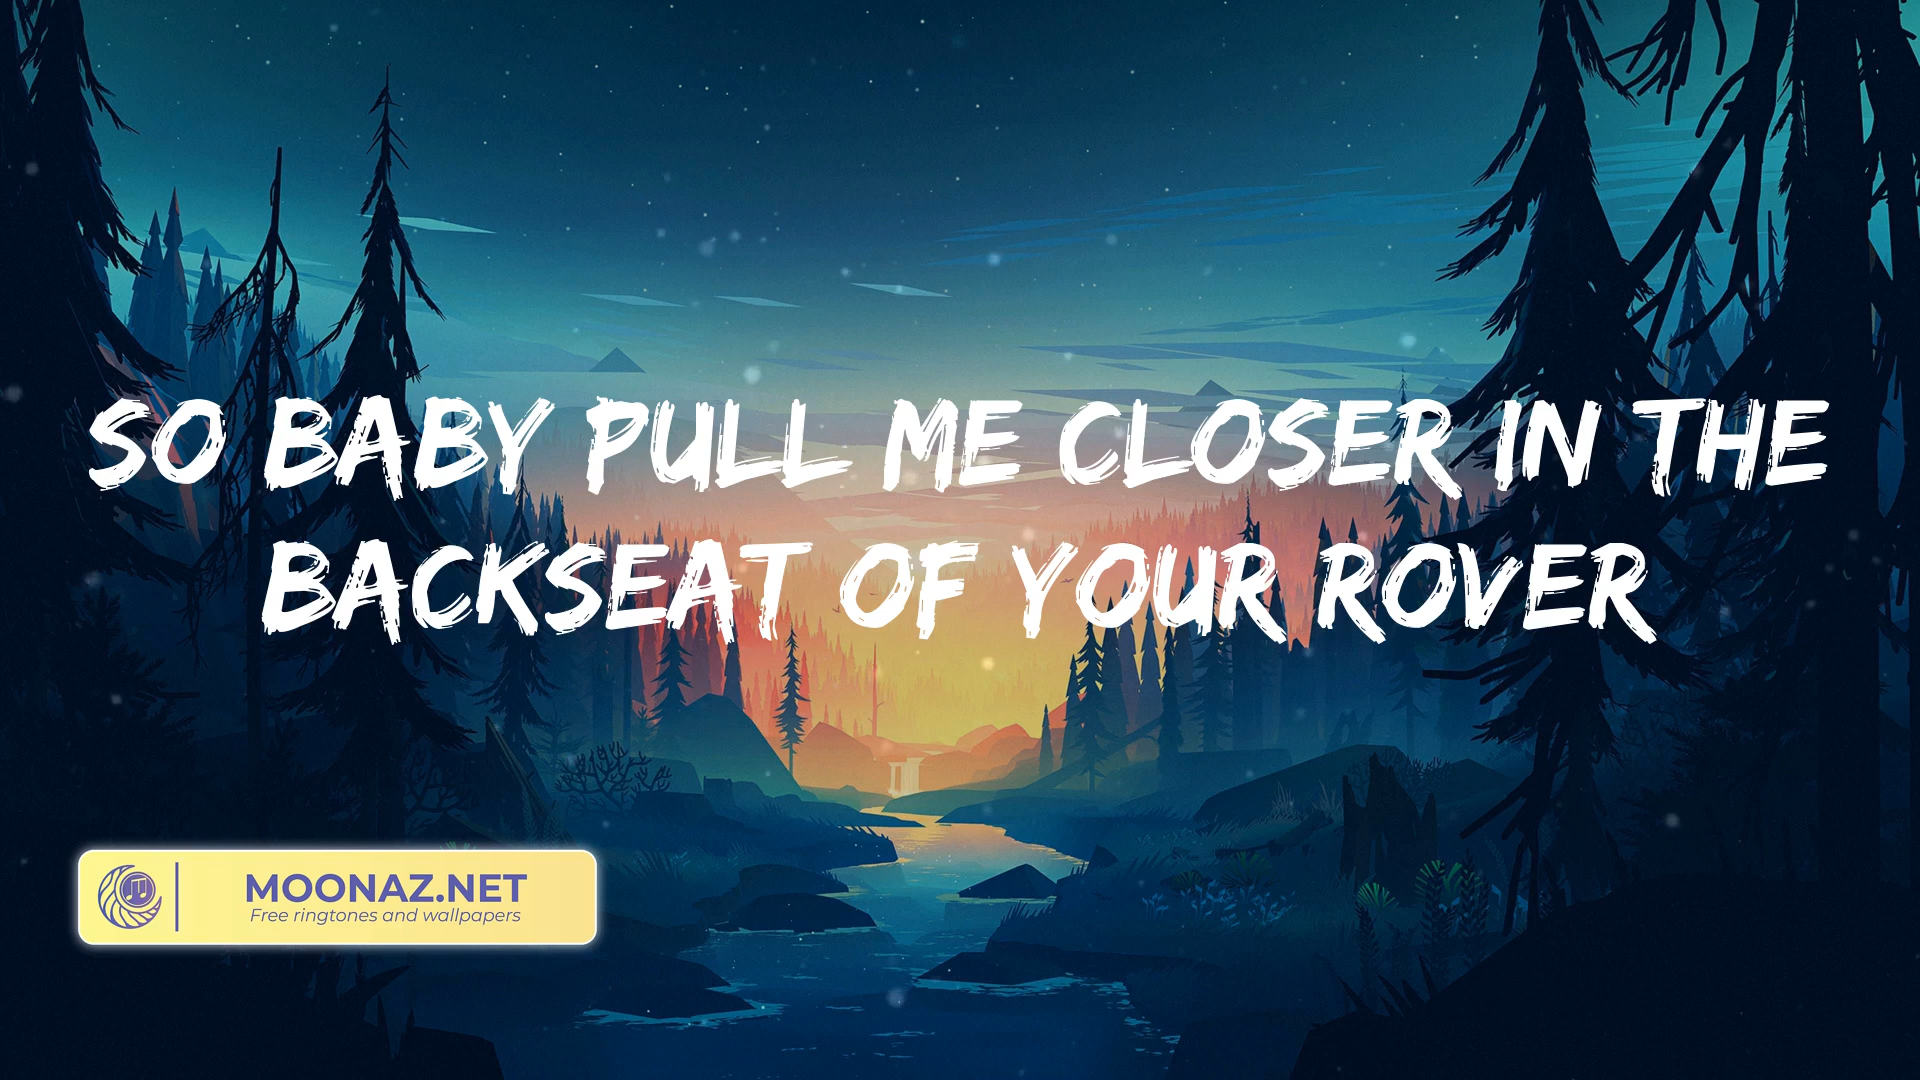 SO BABY PULL ME CLOSER IN THE
BACKSEAT OF YOUR ROVER
MOONAZ.NET
Free ringtones and wallpapers